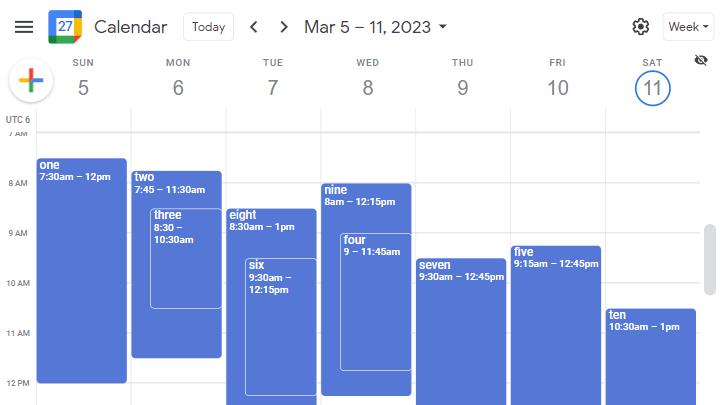 27 Calendar Today Mar 5 – 11, 2023 Week
SUN MON TUE WED THU FRI SAT
5 6 7 8 9 10 11
UTC 6
7 AM
8 AM
9 AM
10 AM
11 AM
12 PM
one
7:30am – 12pm
two
7:45 – 11:30am
three
8:30 –
10:30am
eight
8:30am – 1pm
six
9:30am –
12:15pm
nine
8am – 12:15pm
four
9 – 11:45am
seven
9:30am – 12:45pm
five
9:15am – 12:45pm
ten
10:30am – 1pm